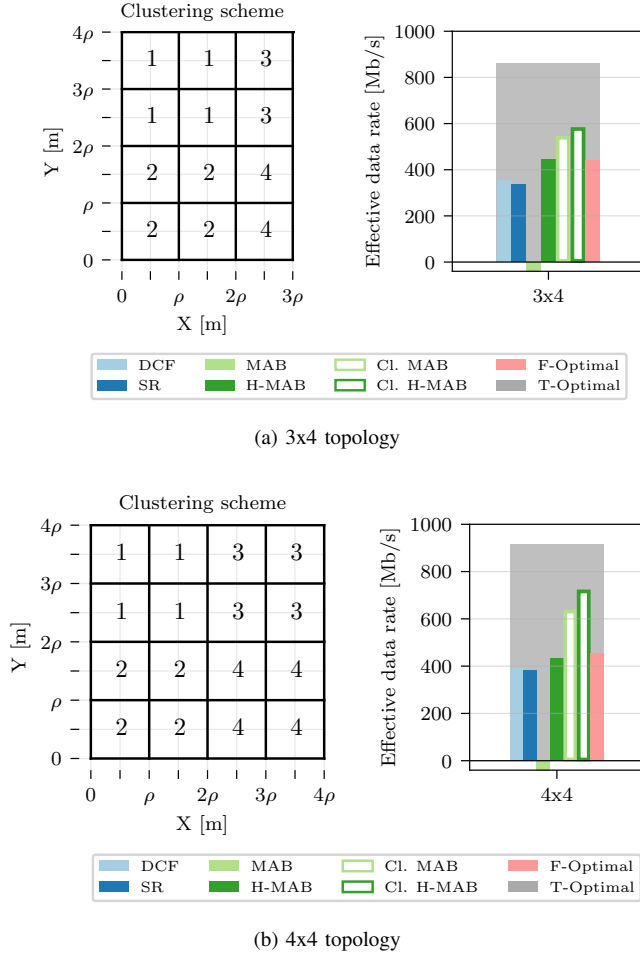 Clustering scheme
4ρ
3ρ
2ρ
ρ
0
Y [m]
1 1 3
1 1 3
2 2 4
2 2 4
0 ρ 2ρ 3ρ
X [m]
Effective data rate [Mb/s]
1000
800
600
400
200
0
3x4
DCF MAB Cl. MAB F-Optimal
SR H-MAB Cl. H-MAB T-Optimal
(a) 3x4 topology
Clustering scheme
4ρ
3ρ
2ρ
ρ
0
Y [m]
1 1 3 3
1 1 3 3
2 2 4 4
2 2 4 4
0 ρ 2ρ 3ρ 4ρ
X [m]
Effective data rate [Mb/s]
1000
800
600
400
200
0
4x4
DCF MAB Cl. MAB F-Optimal
SR H-MAB Cl. H-MAB T-Optimal
(b) 4x4 topology